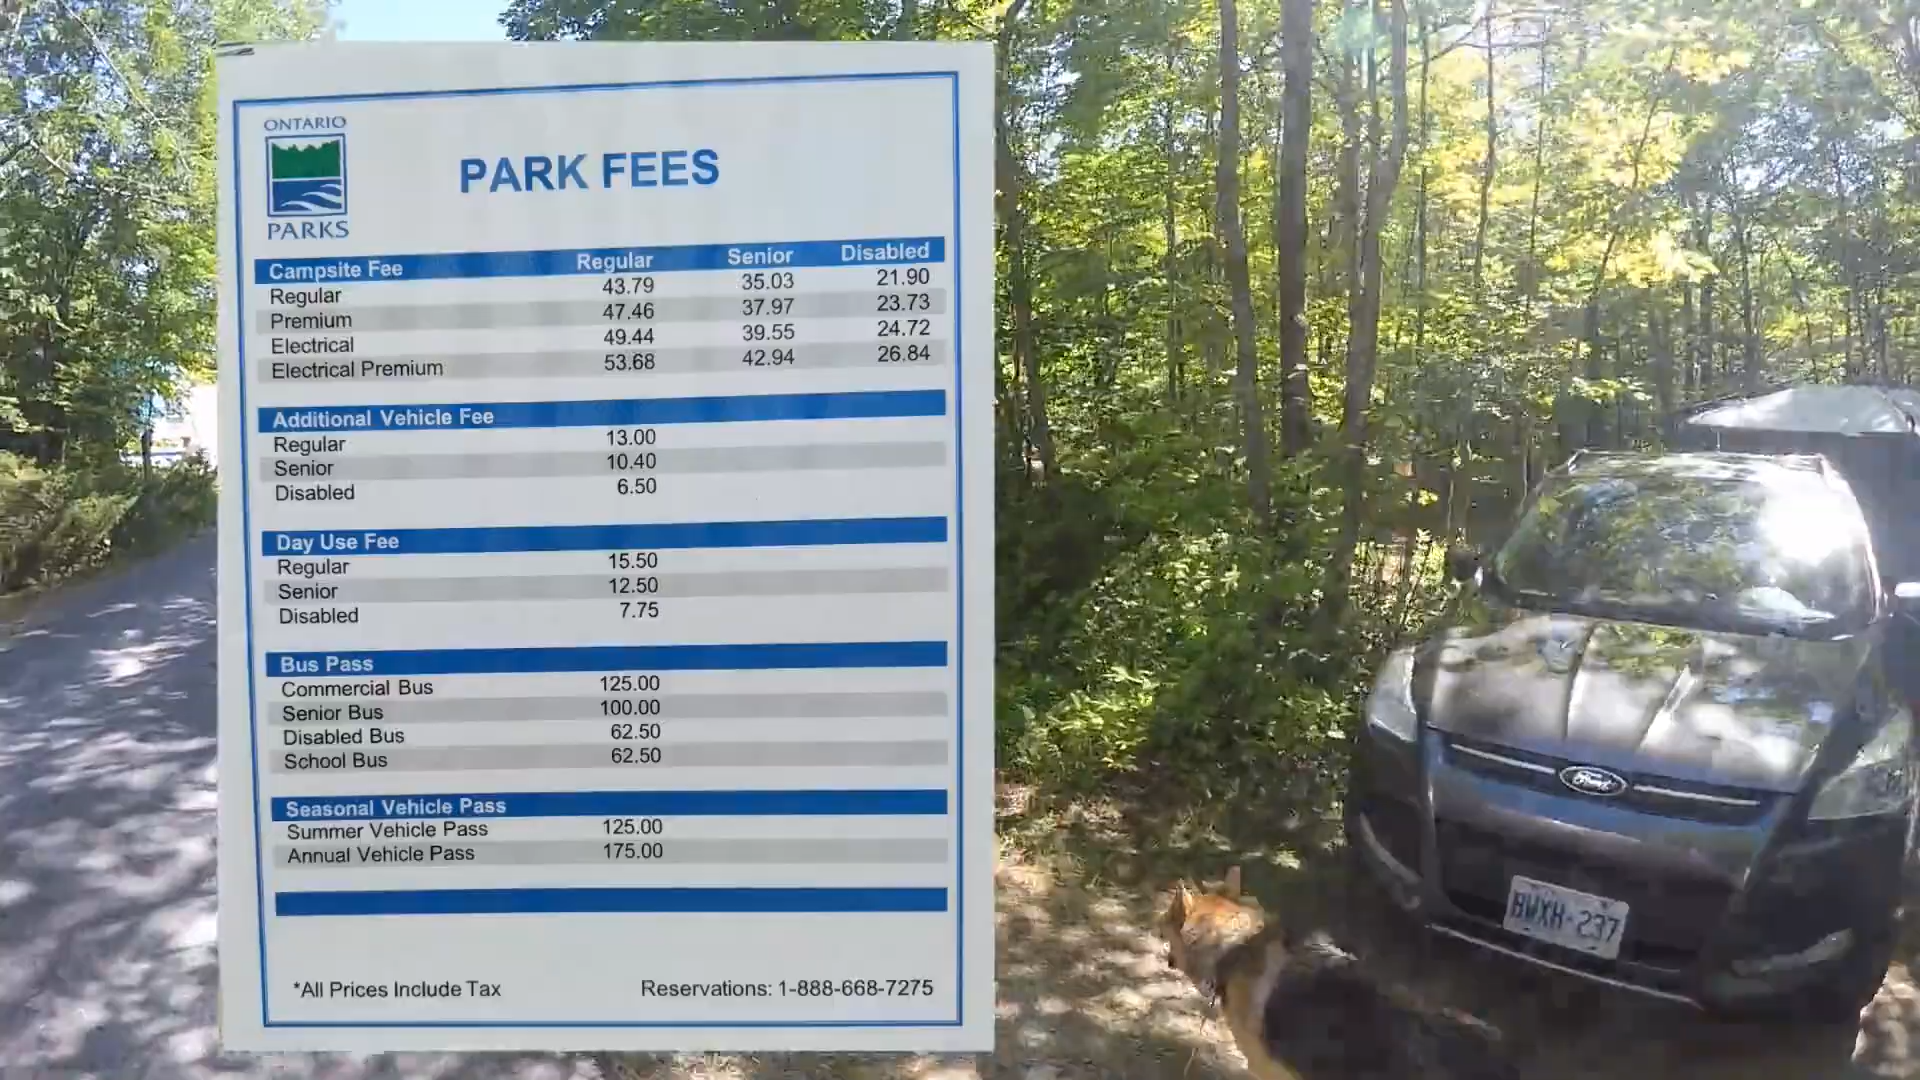 ONTARIO
PARKS
PARK FEES
Campsite Fee Regular Senior Disabled
Regular 43.79 35.03 21.90
Premium 47.46 37.97 23.73
Electrical 49.44 39.55 24.72
Electrical Premium 53.68 42.94 26.84
Additional Vehicle Fee
Regular 13.00
Senior 10.40
Disabled 6.50
Day Use Fee
Regular 15.50
Senior 12.50
Disabled 7.75
Bus Pass
Commercial Bus 125.00
Senior Bus 100.00
Disabled Bus 62.50
School Bus 62.50
Seasonal Vehicle Pass
Summer Vehicle Pass 125.00
Annual Vehicle Pass 175.00
*All Prices Include Tax Reservations: 1-888-668-7275
Ford
BWXH·237